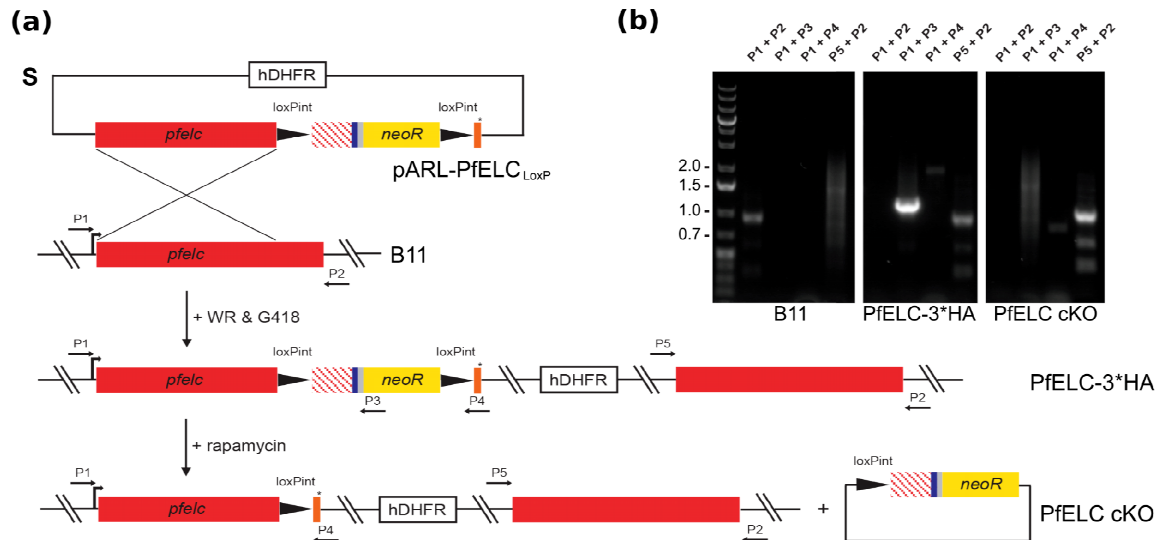 (a)
S
hDHFR
loxPint
loxPint
pfelc
neoR
*
pARL-PfELC LoxP
P1
B11
P2
+ WR & G418
P1
loxPint
loxPint
P5
pfelc
neoR
*
hDHFR
P3
P4
P2
PfELC-3*HA
+ rapamycin
P1
loxPint
P5
loxPint
pfelc
*
hDHFR
P4
P2
+
neoR
PfELC cKO
(b)
P1 + P2
P1 + P3
P1 + P4
P5 + P2
P1 + P2
P1 + P3
P1 + P4
P5 + P2
P1 + P2
P1 + P3
P1 + P4
P5 + P2
2.0 -
1.5 -
1.0 -
0.7 -
B11
PfELC-3*HA
PfELC cKO